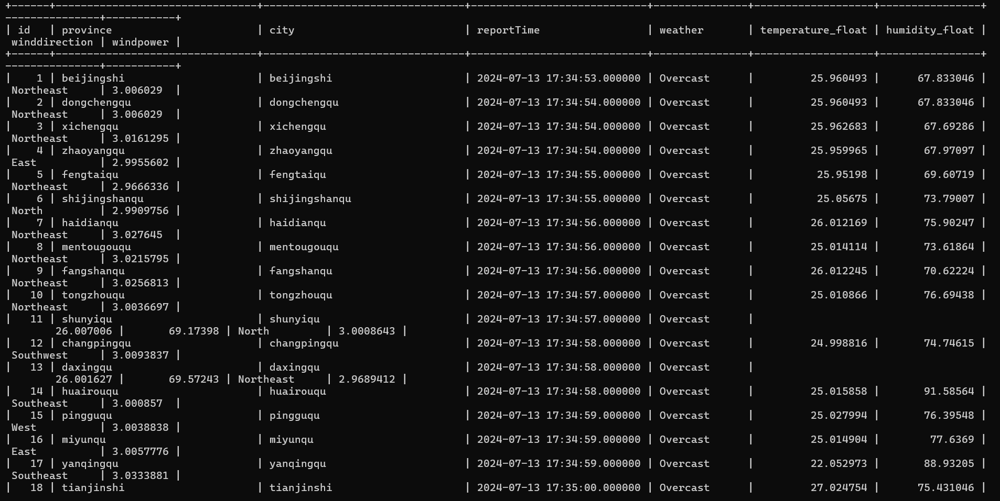 +------+--------------------------------+--------------------------------+----------------------------+---------------+-------------------+----------------+
---------------+-----------+
| id   | province                       | city                           | reportTime                 | weather       | temperature_float | humidity_float |
 winddirection | windpower |
+------+--------------------------------+--------------------------------+----------------------------+---------------+-------------------+----------------+
---------------+-----------+
|    1 | beijingshi                     | beijingshi                     | 2024-07-13 17:34:53.000000 | Overcast      |         25.960493 |      67.833046 |
 Northeast     | 3.006029  |
|    2 | dongchengqu                    | dongchengqu                    | 2024-07-13 17:34:54.000000 | Overcast      |         25.960493 |      67.833046 |
 Northeast     | 3.006029  |
|    3 | xichengqu                      | xichengqu                      | 2024-07-13 17:34:54.000000 | Overcast      |         25.962683 |       67.69286 |
 Northeast     | 3.0161295 |
|    4 | zhaoyangqu                     | zhaoyangqu                     | 2024-07-13 17:34:54.000000 | Overcast      |         25.959965 |       67.97097 |
 East          | 2.9955602 |
|    5 | fengtaiqu                      | fengtaiqu                      | 2024-07-13 17:34:55.000000 | Overcast      |          25.95198 |       69.60719 |
 Northeast     | 2.9666336 |
|    6 | shijingshanqu                  | shijingshanqu                  | 2024-07-13 17:34:55.000000 | Overcast      |          25.05675 |       73.79007 |
 North         | 2.9909756 |
|    7 | haidianqu                      | haidianqu                      | 2024-07-13 17:34:56.000000 | Overcast      |         26.012169 |       75.90247 |
 Northeast     | 3.027645  |
|    8 | mentougouqu                    | mentougouqu                    | 2024-07-13 17:34:56.000000 | Overcast      |         25.014114 |       73.61864 |
 Northeast     | 3.0215795 |
|    9 | fangshanqu                     | fangshanqu                     | 2024-07-13 17:34:56.000000 | Overcast      |         26.012245 |       70.62224 |
 Northeast     | 3.0256813 |
|   10 | tongzhouqu                     | tongzhouqu                     | 2024-07-13 17:34:57.000000 | Overcast      |         25.010866 |       76.69438 |
 Northeast     | 3.0036697 |
|   11 | shunyiqu                       | shunyiqu                       | 2024-07-13 17:34:57.000000 | Overcast      |
        26.007006 |       69.17398 | North         | 3.0008643 |
|   12 | changpingqu                    | changpingqu                    | 2024-07-13 17:34:58.000000 | Overcast      |         24.998816 |       74.74615 |
 Southwest     | 3.0093837 |
|   13 | daxingqu                       | daxingqu                       | 2024-07-13 17:34:58.000000 | Overcast      |
        26.001627 |       69.57243 | Northeast     | 2.9689412 |
|   14 | huairouqu                      | huairouqu                      | 2024-07-13 17:34:58.000000 | Overcast      |         25.015858 |       91.58564 |
 Southeast     | 3.000857  |
|   15 | pingguqu                       | pingguqu                       | 2024-07-13 17:34:59.000000 | Overcast      |         25.027994 |       76.39548 |
 West          | 3.0038838 |
|   16 | miyunqu                        | miyunqu                        | 2024-07-13 17:34:59.000000 | Overcast      |         25.014904 |        77.6369 |
 East          | 3.0057776 |
|   17 | yanqingqu                      | yanqingqu                      | 2024-07-13 17:34:59.000000 | Overcast      |         22.052973 |       88.93205 |
 Southeast     | 3.0333881 |
|   18 | tianjinshi                     | tianjinshi                     | 2024-07-13 17:35:00.000000 | Overcast      |         27.024754 |      75.431046 |